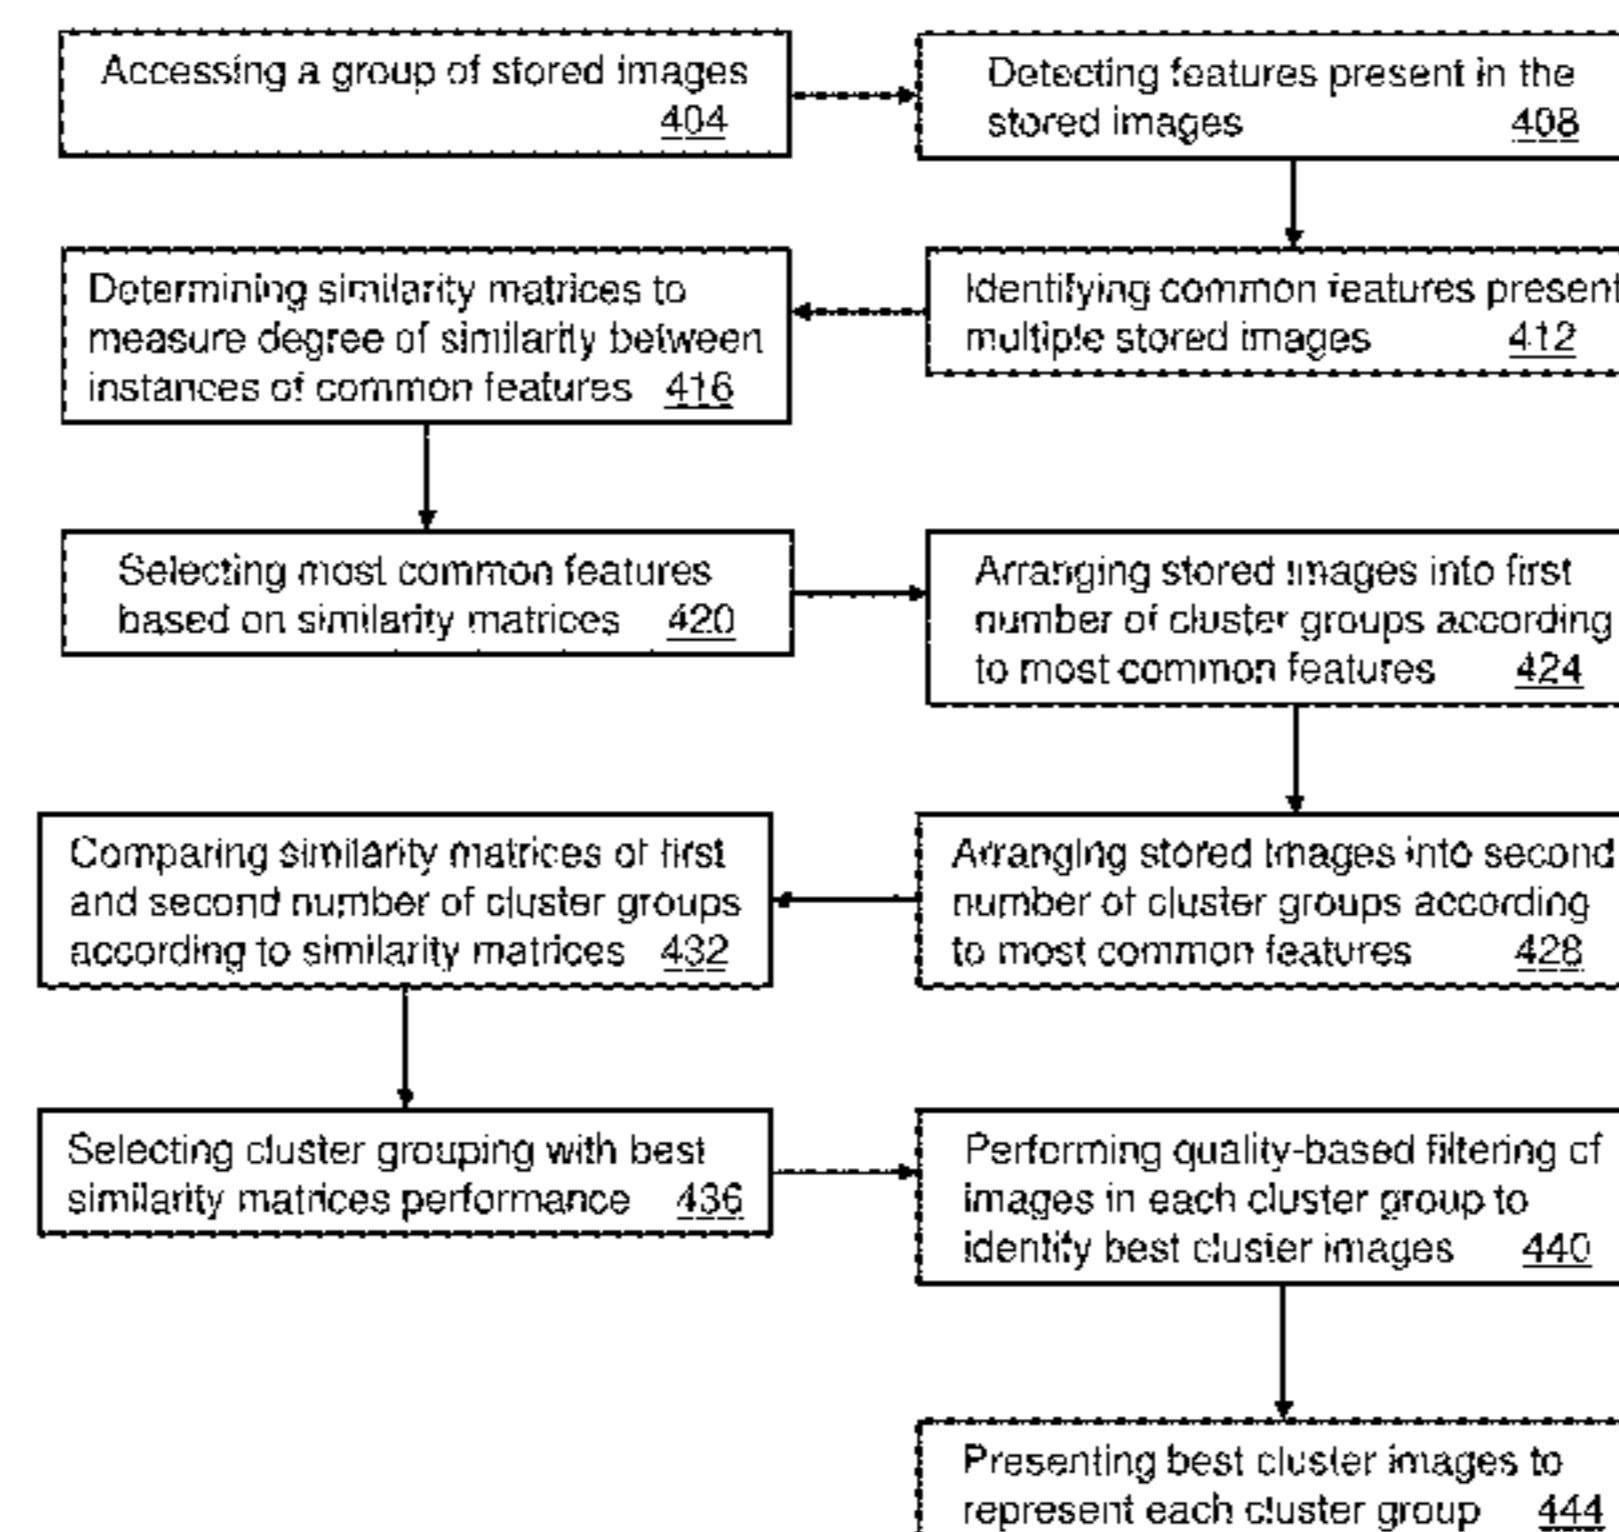 Accessing a group of stored images
404
Detecting features present in the
stored images 408
Identifying common features present
multiple stored images 412
Determining similarity matrices to
measure degree of similarity between
instances of common features 416
Selecting most common features
based on similarity matrices 420
Arranging stored images into first
number of cluster groups according
to most common features 424
Arranging stored images into second
number of cluster groups according
to most common features 428
Comparing similarity matrices of first
and second number of cluster groups
according to similarity matrices 432
Selecting cluster grouping with best
similarity matrices performance 436
Performing quality-based filtering of
images in each cluster group to
identify best cluster images 440
Presenting best cluster images to
represent each cluster group 444